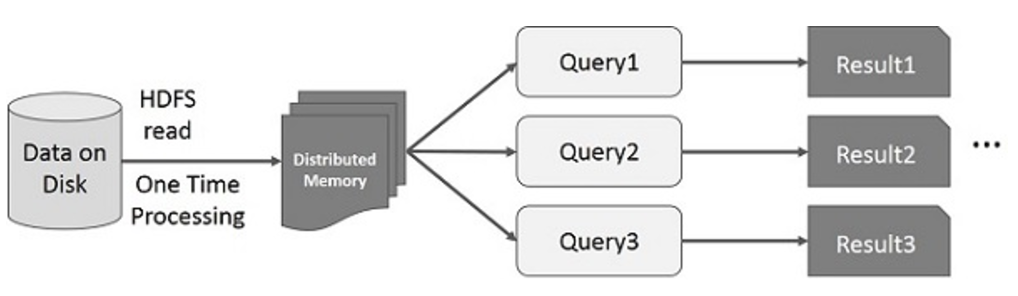 HDFS
read
Data on
Disk
One Time
Processing
Distributed
Memory
Query1
Result1
Query2
Result2
...
Query3
Result3